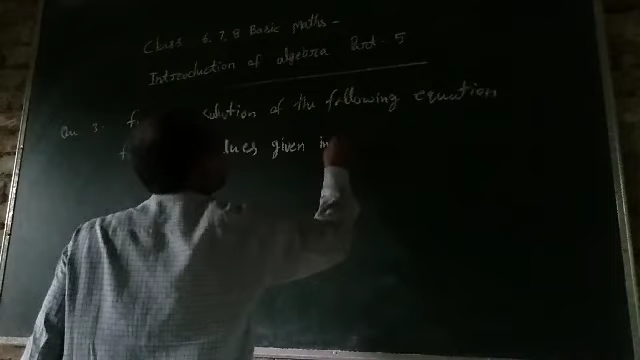 Class 6, 7, 8 Basic maths -
Introduction of algebra Part - 5
Qu. 3. solution of the following equation
given in